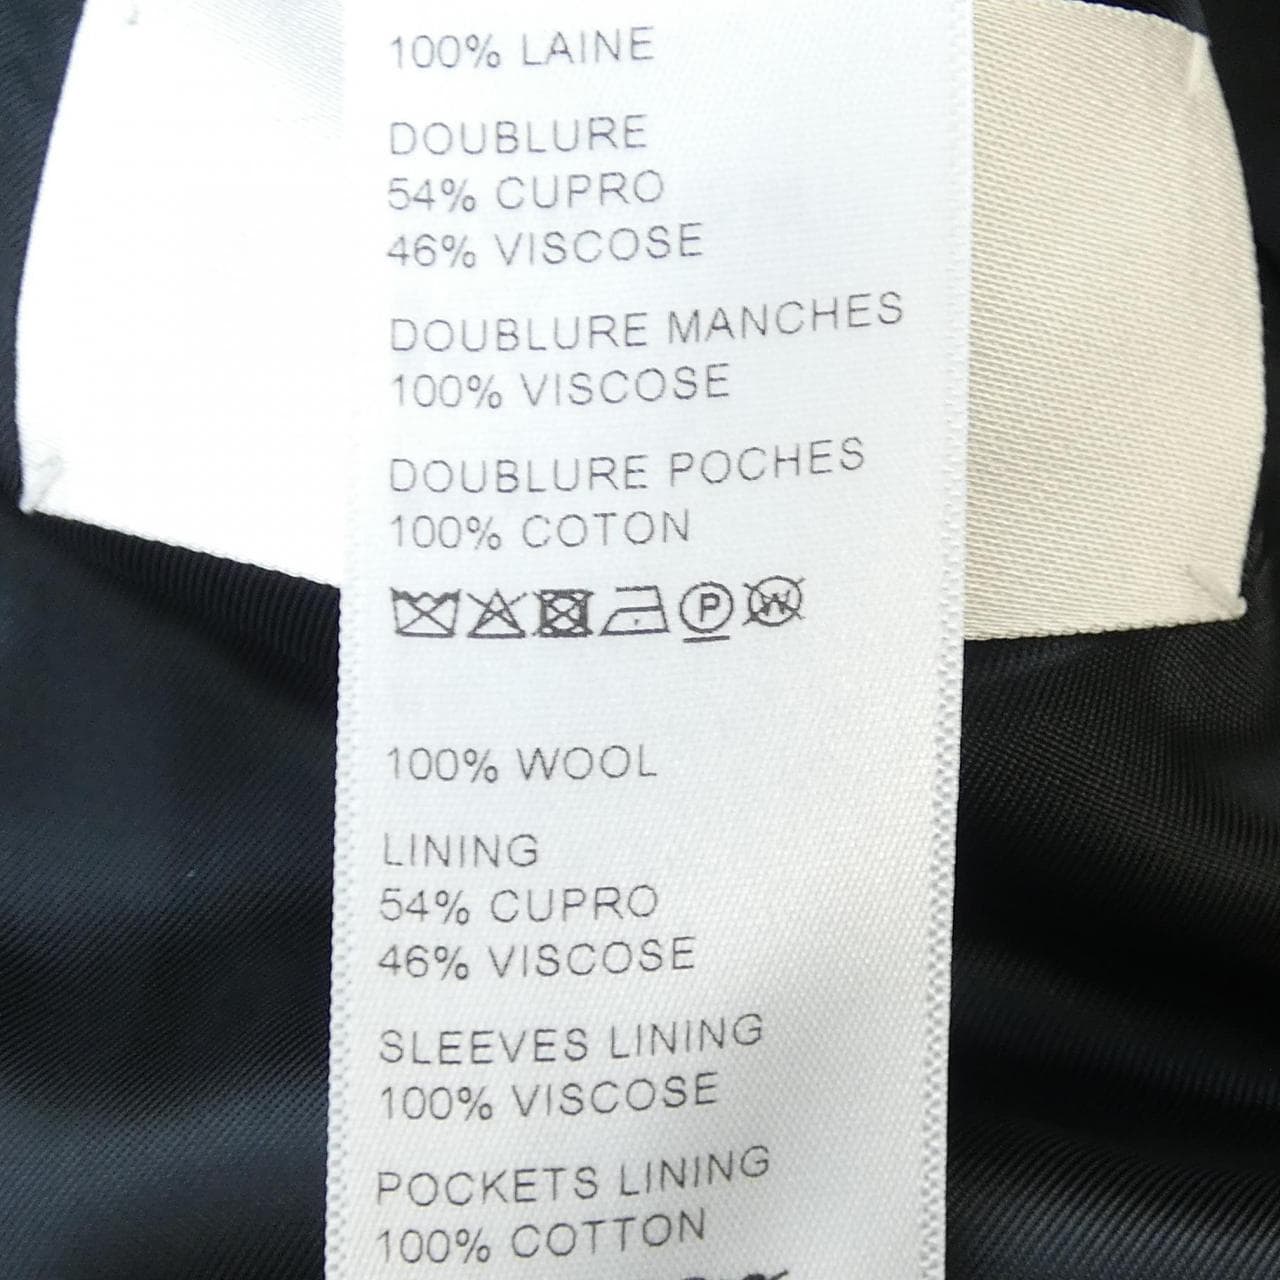 100% LAINE
DOUBLURE
54% CUPRO
46% VISCOSE
DOUBLURE MANCHES
100% VISCOSE
DOUBLURE POCHES
100% COTON
P W
100% WOOL
LINING
54% CUPRO
46% VISCOSE
SLEEVES LINING
100% VISCOSE
POCKETS LINING
100% COTTON